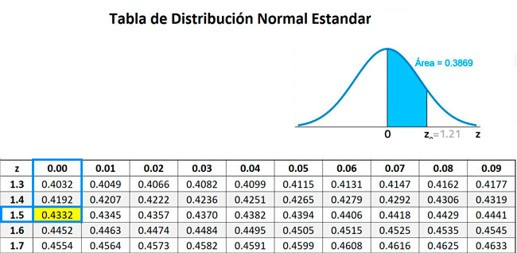 Tabla de Distribución Normal Estandar
Área = 0.3869
0 z₀=1.21 z
z 0.00 0.01 0.02 0.03 0.04 0.05 0.06 0.07 0.08 0.09
1.3 0.4032 0.4049 0.4066 0.4082 0.4099 0.4115 0.4131 0.4147 0.4162 0.4177
1.4 0.4192 0.4207 0.4222 0.4236 0.4251 0.4265 0.4279 0.4292 0.4306 0.4319
1.5 0.4332 0.4345 0.4357 0.4370 0.4382 0.4394 0.4406 0.4418 0.4429 0.4441
1.6 0.4452 0.4463 0.4474 0.4484 0.4495 0.4505 0.4515 0.4525 0.4535 0.4545
1.7 0.4554 0.4564 0.4573 0.4582 0.4591 0.4599 0.4608 0.4616 0.4625 0.4633